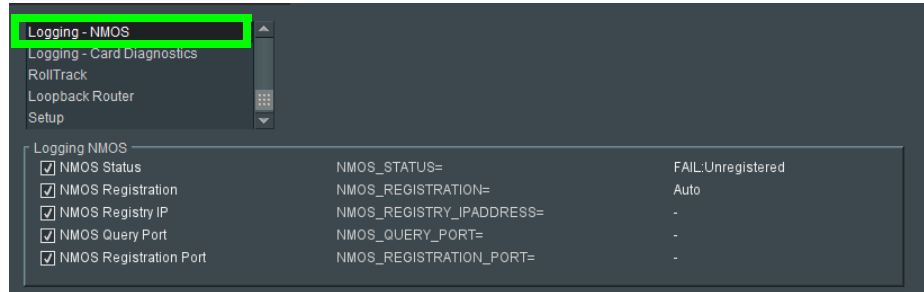 Logging - NMOS
Logging - Card Diagnostics
RollTrack
Loopback Router
Setup
Logging NMOS
NMOS Status NMOS_STATUS= FAIL:Unregistered
NMOS Registration NMOS_REGISTRATION= Auto
NMOS Registry IP NMOS_REGISTRY_IPADDRESS= -
NMOS Query Port NMOS_QUERY_PORT= -
NMOS Registration Port NMOS_REGISTRATION_PORT= -